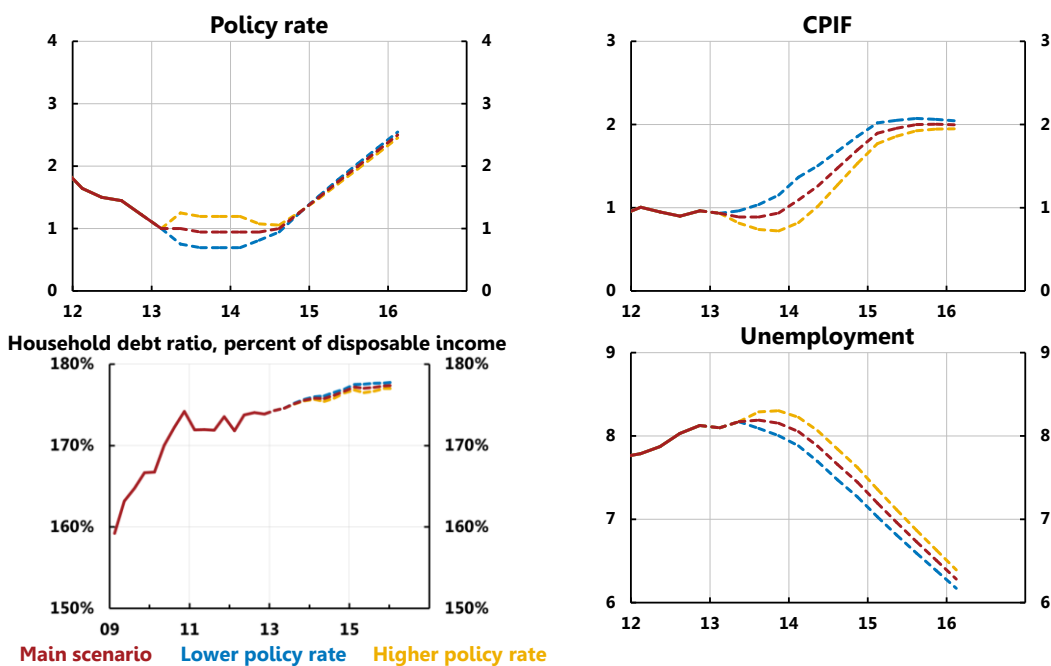 Policy rate
4 4
3 3
2 2
1 1
0 0
12 13 14 15 16
CPIF
3 3
2 2
1 1
0 0
12 13 14 15 16
Household debt ratio, percent of disposable income
180% 180%
170% 170%
160% 160%
150% 150%
09 11 13 15
Unemployment
9 9
8 8
7 7
6 6
12 13 14 15 16
Main scenario Lower policy rate Higher policy rate